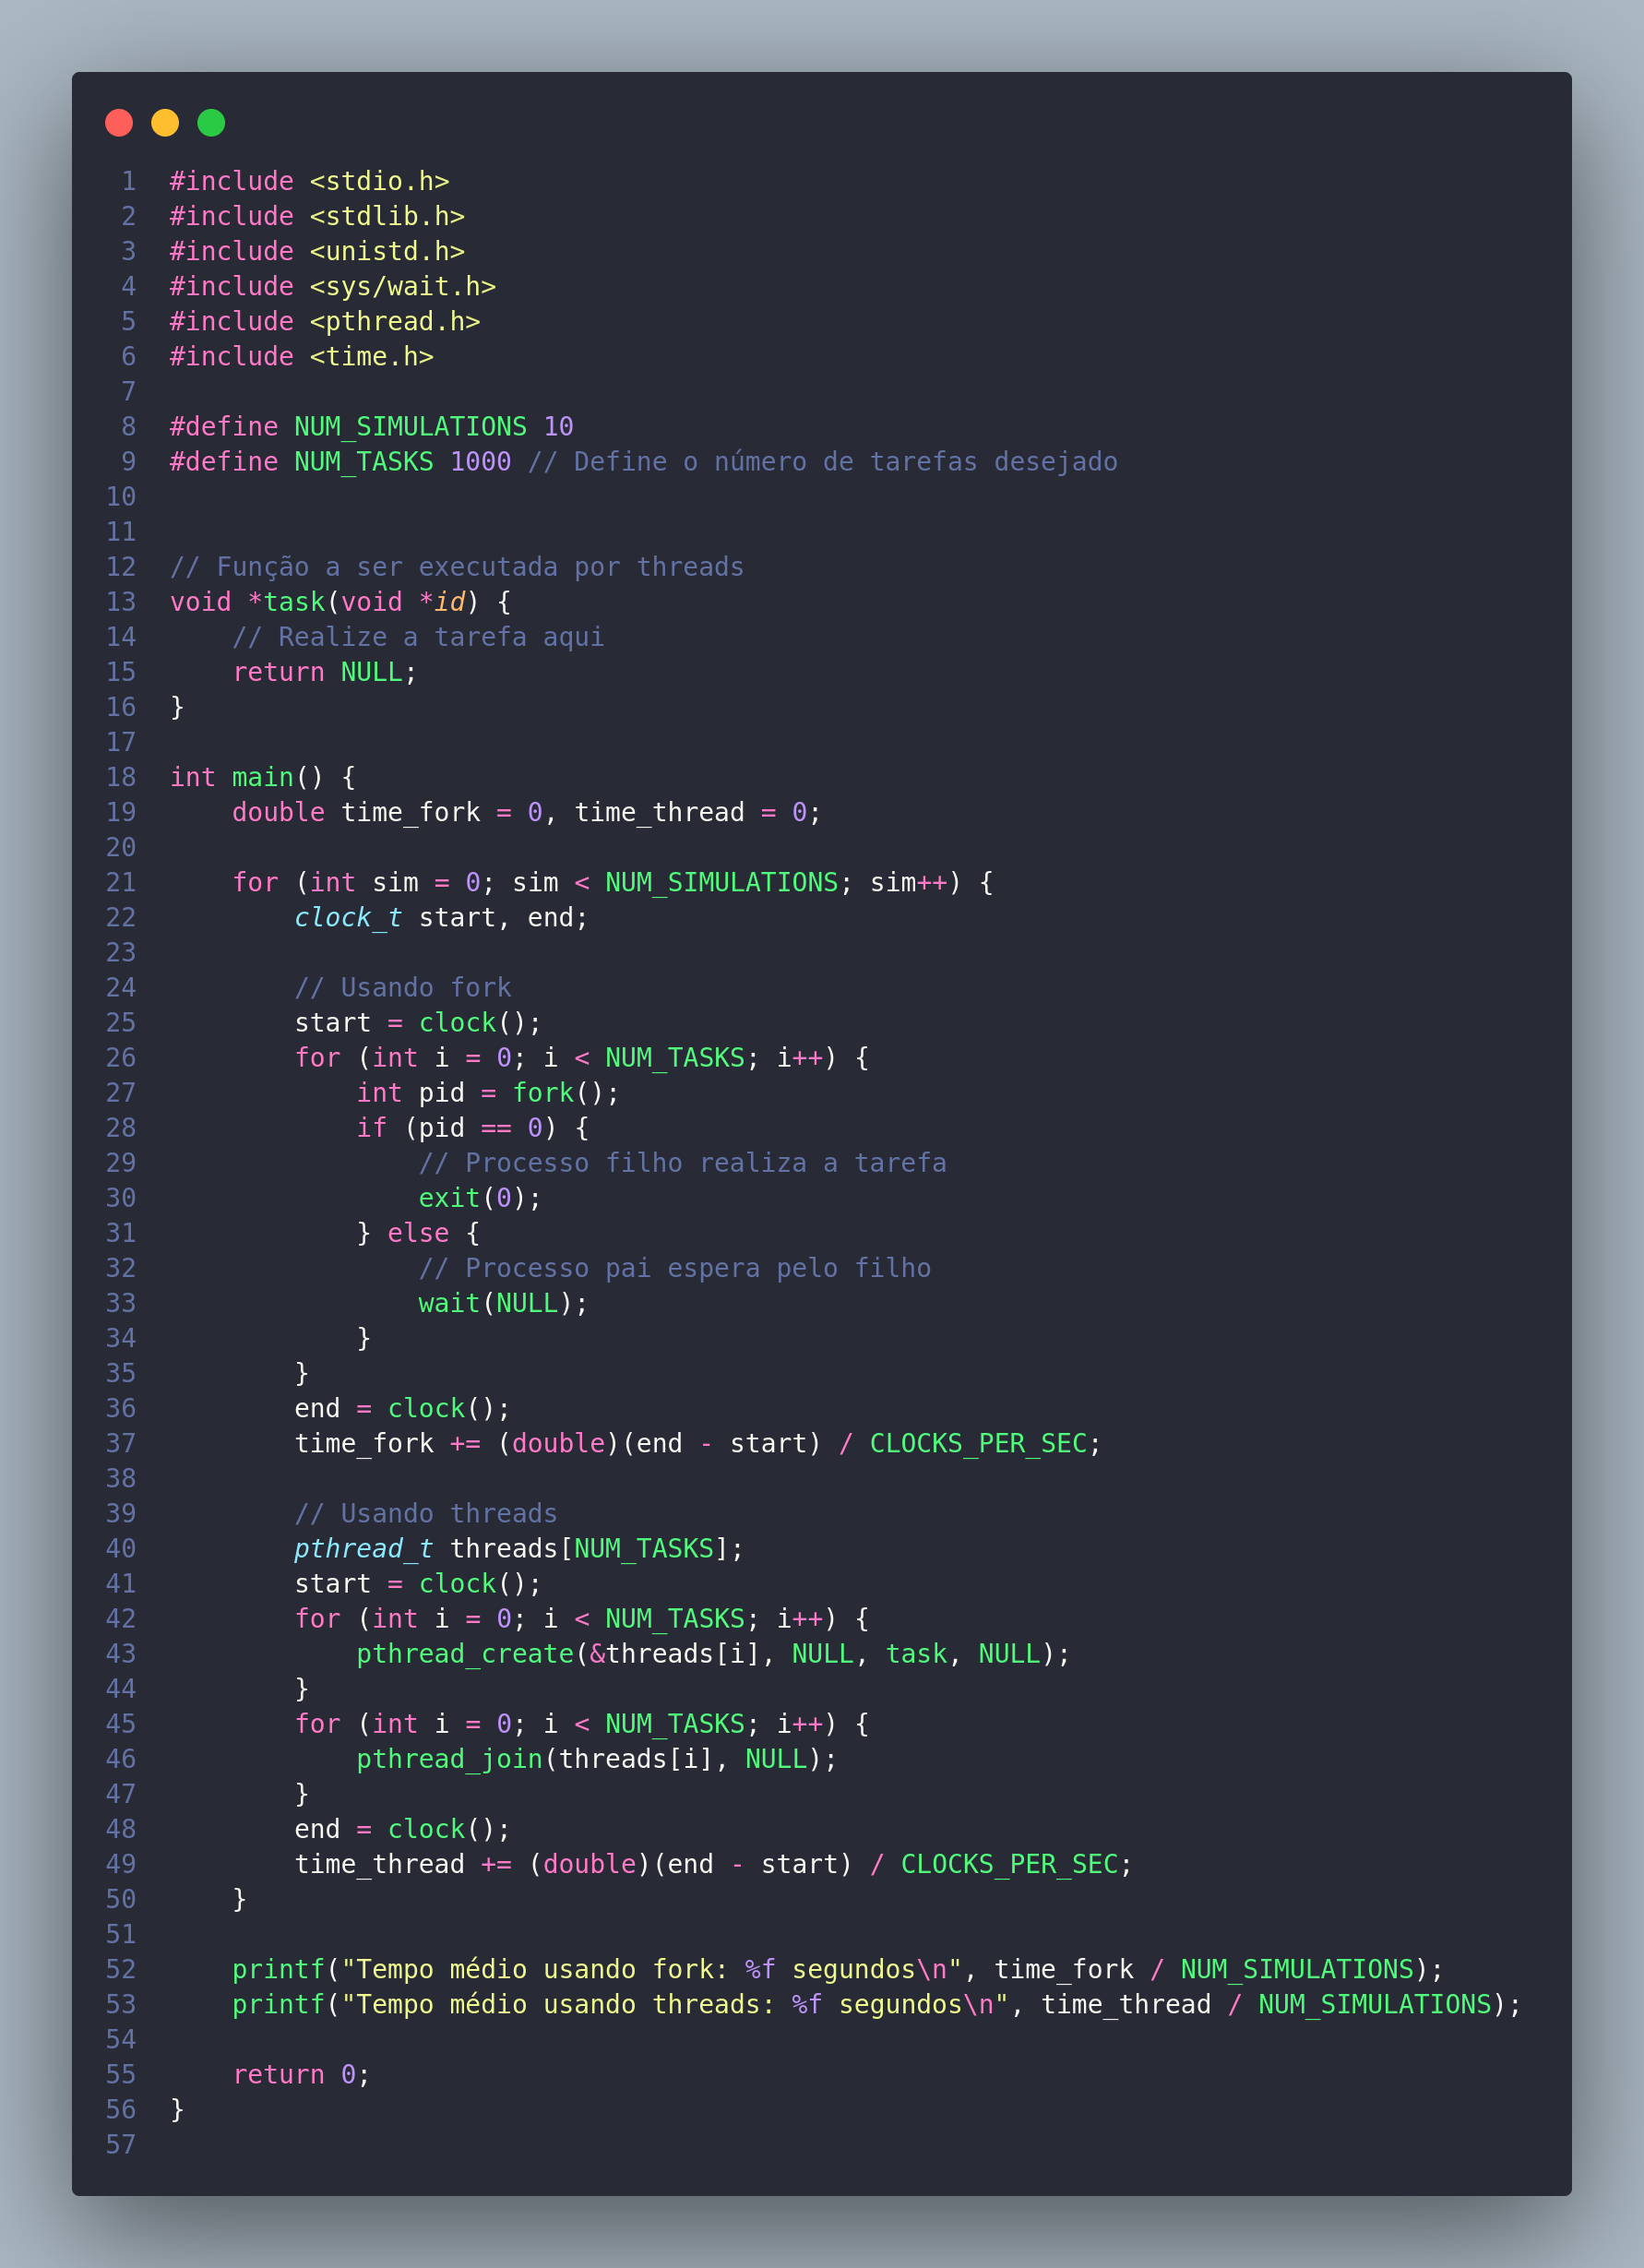 1 #include <stdio.h>
2 #include <stdlib.h>
3 #include <unistd.h>
4 #include <sys/wait.h>
5 #include <pthread.h>
6 #include <time.h>
7
8 #define NUM_SIMULATIONS 10
9 #define NUM_TASKS 1000 // Define o número de tarefas desejado
10
11
12 // Função a ser executada por threads
13 void *task(void *id) {
14     // Realize a tarefa aqui
15     return NULL;
16 }
17
18 int main() {
19     double time_fork = 0, time_thread = 0;
20
21     for (int sim = 0; sim < NUM_SIMULATIONS; sim++) {
22         clock_t start, end;
23
24         // Usando fork
25         start = clock();
26         for (int i = 0; i < NUM_TASKS; i++) {
27             int pid = fork();
28             if (pid == 0) {
29                 // Processo filho realiza a tarefa
30                 exit(0);
31             } else {
32                 // Processo pai espera pelo filho
33                 wait(NULL);
34             }
35         }
36         end = clock();
37         time_fork += (double)(end - start) / CLOCKS_PER_SEC;
38
39         // Usando threads
40         pthread_t threads[NUM_TASKS];
41         start = clock();
42         for (int i = 0; i < NUM_TASKS; i++) {
43             pthread_create(&threads[i], NULL, task, NULL);
44         }
45         for (int i = 0; i < NUM_TASKS; i++) {
46             pthread_join(threads[i], NULL);
47         }
48         end = clock();
49         time_thread += (double)(end - start) / CLOCKS_PER_SEC;
50     }
51
52     printf("Tempo médio usando fork: %f segundos\n", time_fork / NUM_SIMULATIONS);
53     printf("Tempo médio usando threads: %f segundos\n", time_thread / NUM_SIMULATIONS);
54
55     return 0;
56 }
57